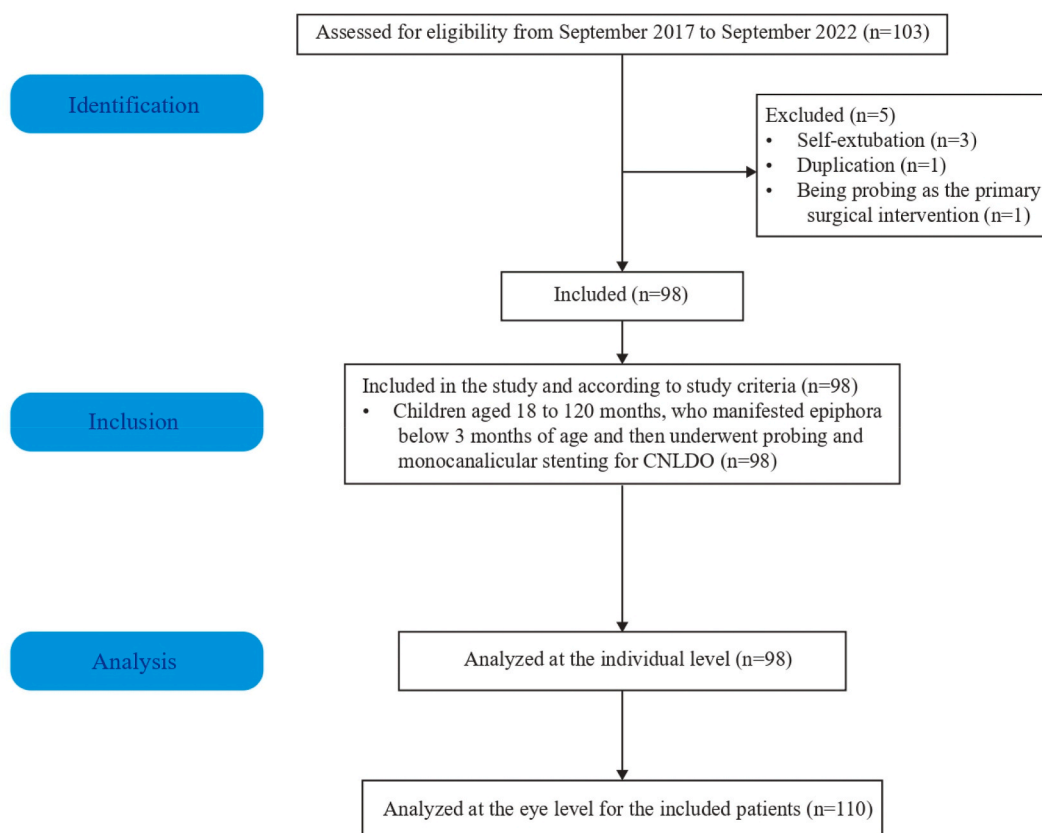 Assessed for eligibility from September 2017 to September 2022 (n=103)
Identification
Excluded (n=5)
• Self-extubation (n=3)
• Duplication (n=1)
• Being probing as the primary
surgical intervention (n=1)
Included (n=98)
Inclusion
Included in the study and according to study criteria (n=98)
• Children aged 18 to 120 months, who manifested epiphora
below 3 months of age and then underwent probing and
monocanalicular stenting for CNLDO (n=98)
Analysis
Analyzed at the individual level (n=98)
Analyzed at the eye level for the included patients (n=110)